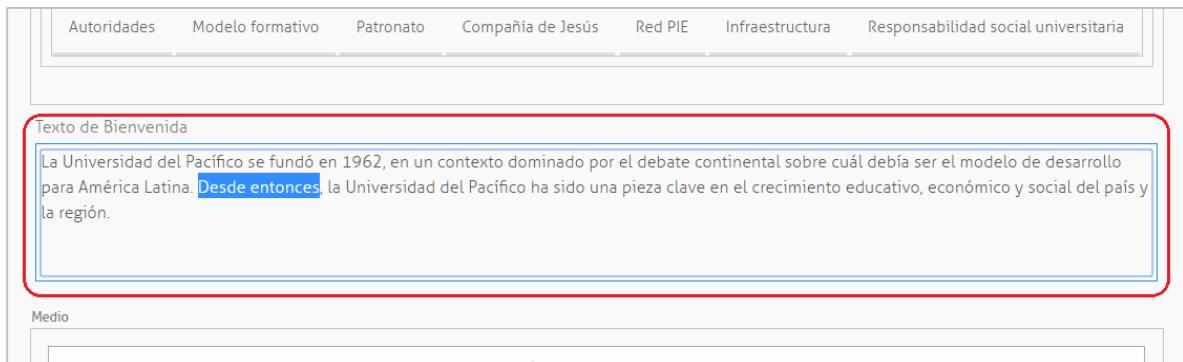 Autoridades Modelo formativo Patronato Compañía de Jesús Red PIE Infraestructura Responsabilidad social universitaria
Texto de Bienvenida
La Universidad del Pacífico se fundó en 1962, en un contexto dominado por el debate continental sobre cuál debía ser el modelo de desarrollo
para América Latina. Desde entonces, la Universidad del Pacífico ha sido una pieza clave en el crecimiento educativo, económico y social del país y
la región.
Medio